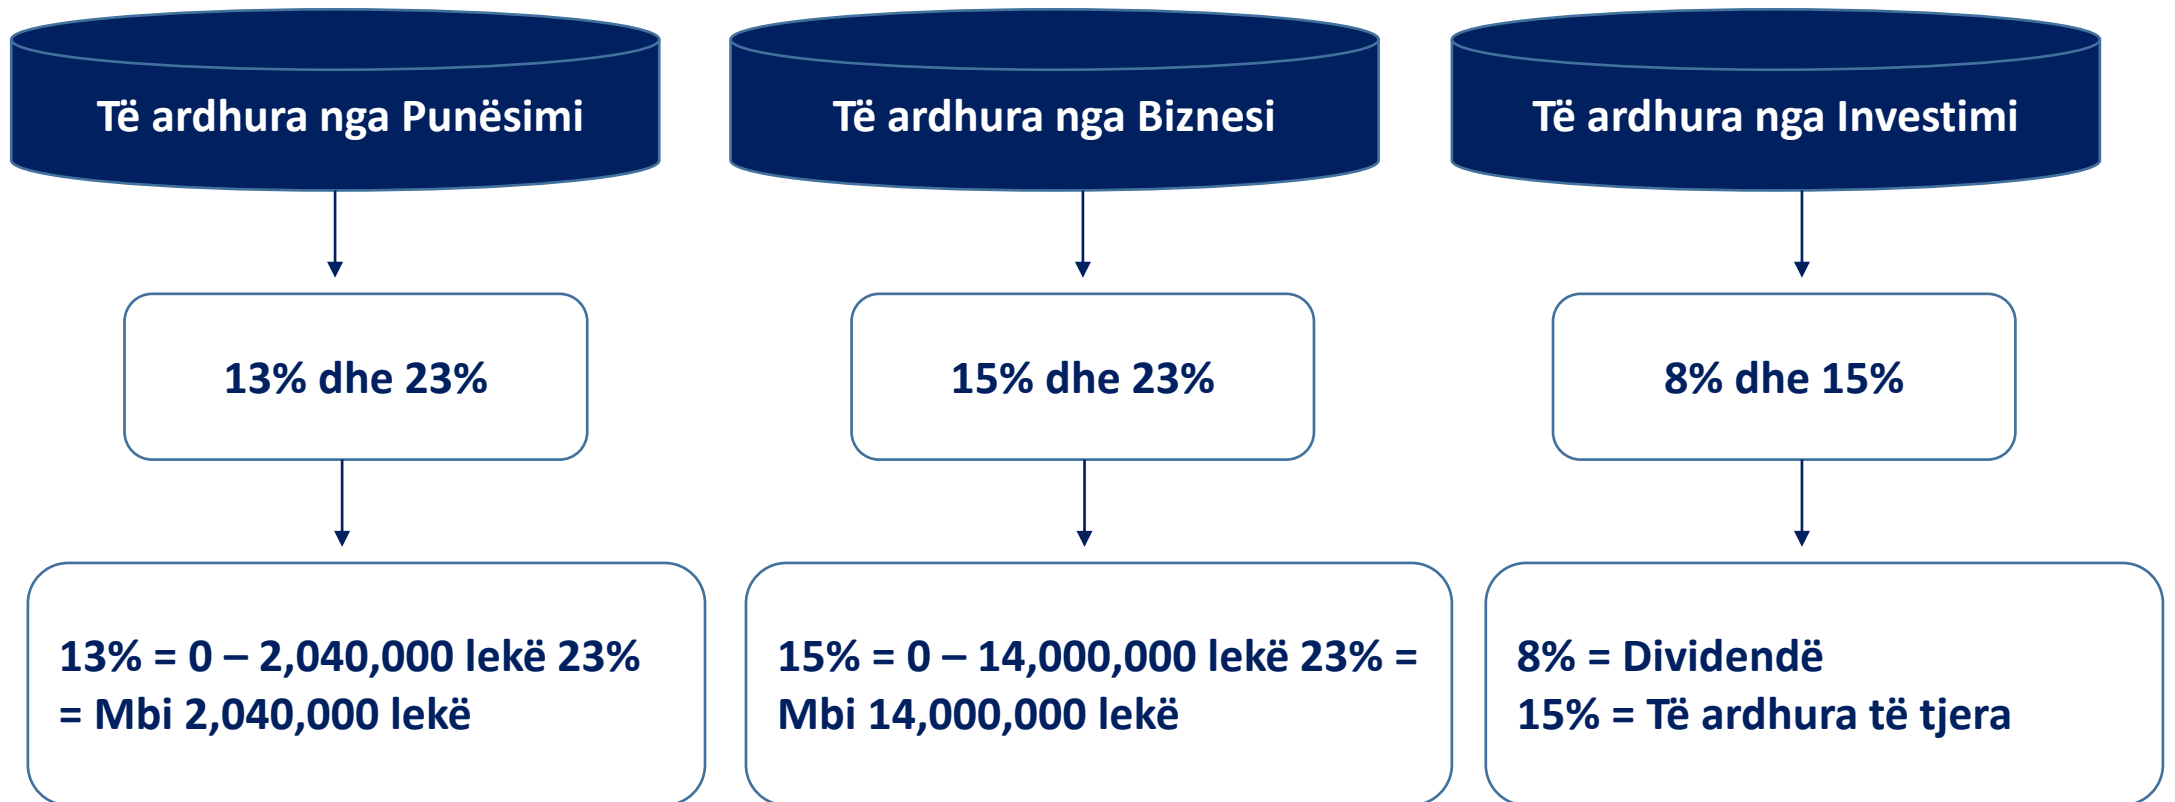 Të ardhura nga Punësimi
Të ardhura nga Biznesi
Të ardhura nga Investimi
13% dhe 23%
15% dhe 23%
8% dhe 15%
13% = 0 – 2,040,000 lekë 23%
= Mbi 2,040,000 lekë
15% = 0 – 14,000,000 lekë 23% =
Mbi 14,000,000 lekë
8% = Dividendë
15% = Të ardhura të tjera